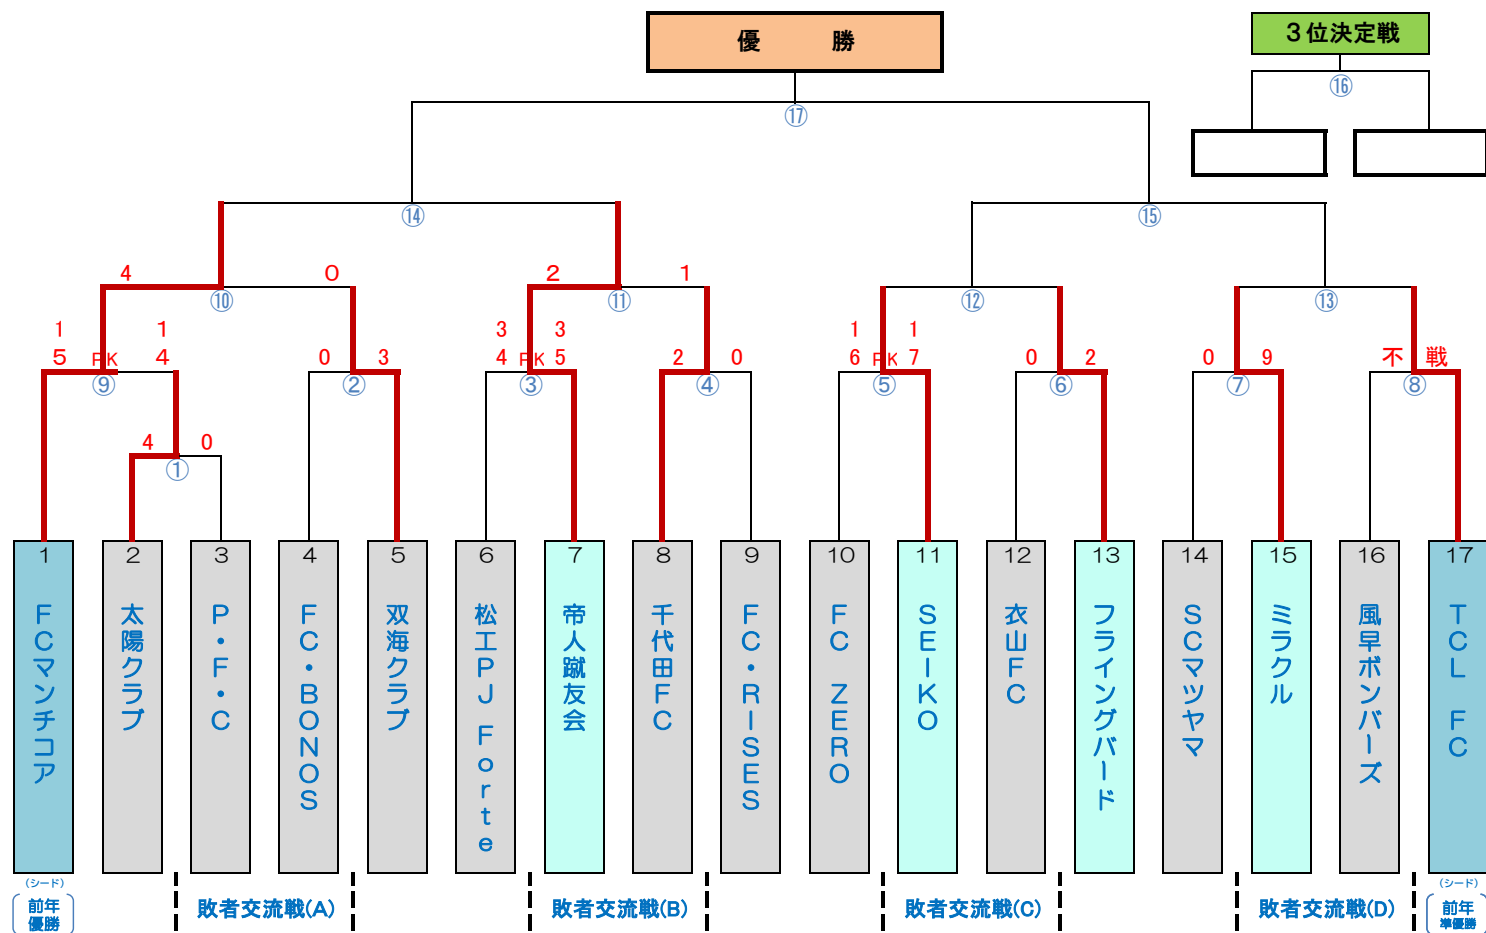 優　　　勝
３位決定戦
⑯
⑰
⑭
⑮
４ ０ ２ １
⑩ ⑪ ⑫ ⑬
１ １ ３ ３ １ １
５ PK ４ ０ ３ ４ PK ５ ２ ０ ６ PK ７ ０ ２ ０ ９ 不 戦
⑨ ② ③ ④ ⑤ ⑥ ⑦ ⑧
４ ０
①
1 2 3 4 5 6 7 8 9 10 11 12 13 14 15 16 17
ＦＣマンチコア
太陽クラブ
Ｐ・Ｆ・Ｃ
ＦＣ・ＢＯＮＯＳ
双海クラブ
松工ＰＪ Ｆｏｒｔｅ
帝人蹴友会
千代田ＦＣ
ＦＣ・ＲＩＳＥＳ
ＦＣ ＺＥＲＯ
ＳＥＩＫＯ
衣山ＦＣ
フライングバード
ＳＣマツヤマ
ミラクル
風早ボンバーズ
ＴＣＬ ＦＣ
(シード)
前年
優勝
敗者交流戦(A)
敗者交流戦(B)
敗者交流戦(C)
敗者交流戦(D)
(シード)
前年
準優勝